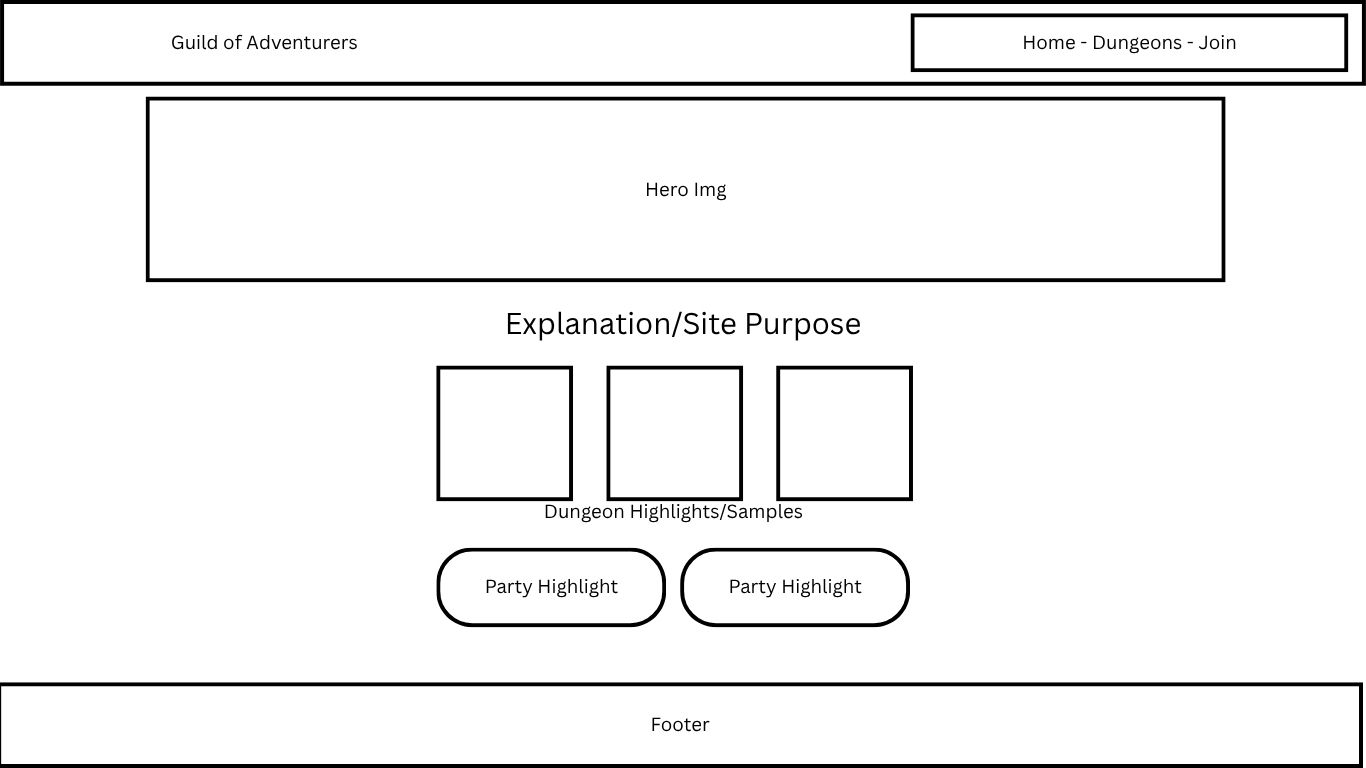 Guild of Adventurers
Home - Dungeons - Join
Hero Img
Explanation/Site Purpose
Dungeon Highlights/Samples
Party Highlight
Party Highlight
Footer